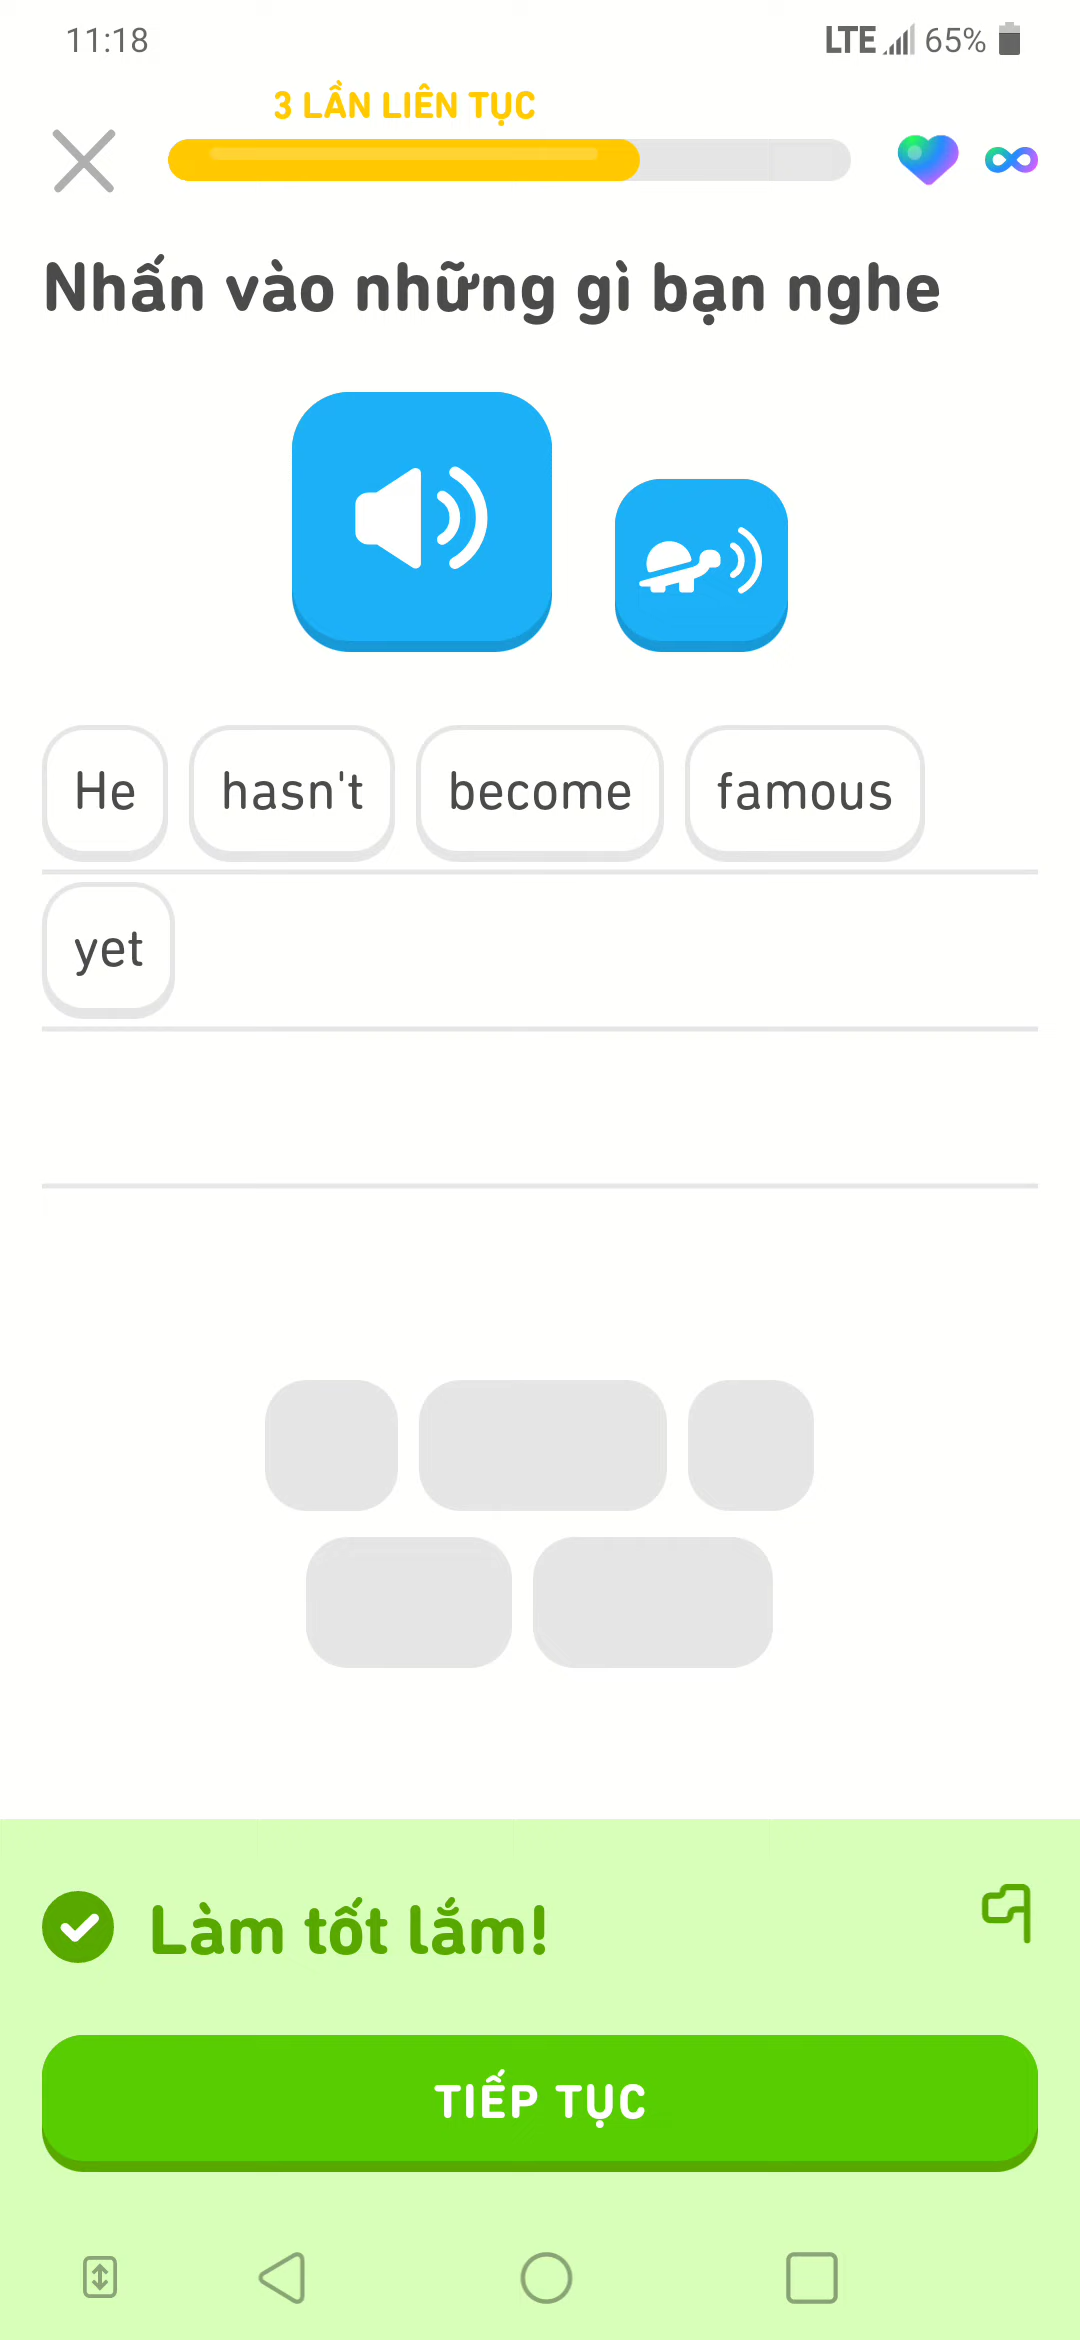 11:18 LTE 65%
3 LẦN LIÊN TỤC
Nhấn vào những gì bạn nghe
He hasn't become famous
yet
Làm tốt lắm!
TIẾP TỤC